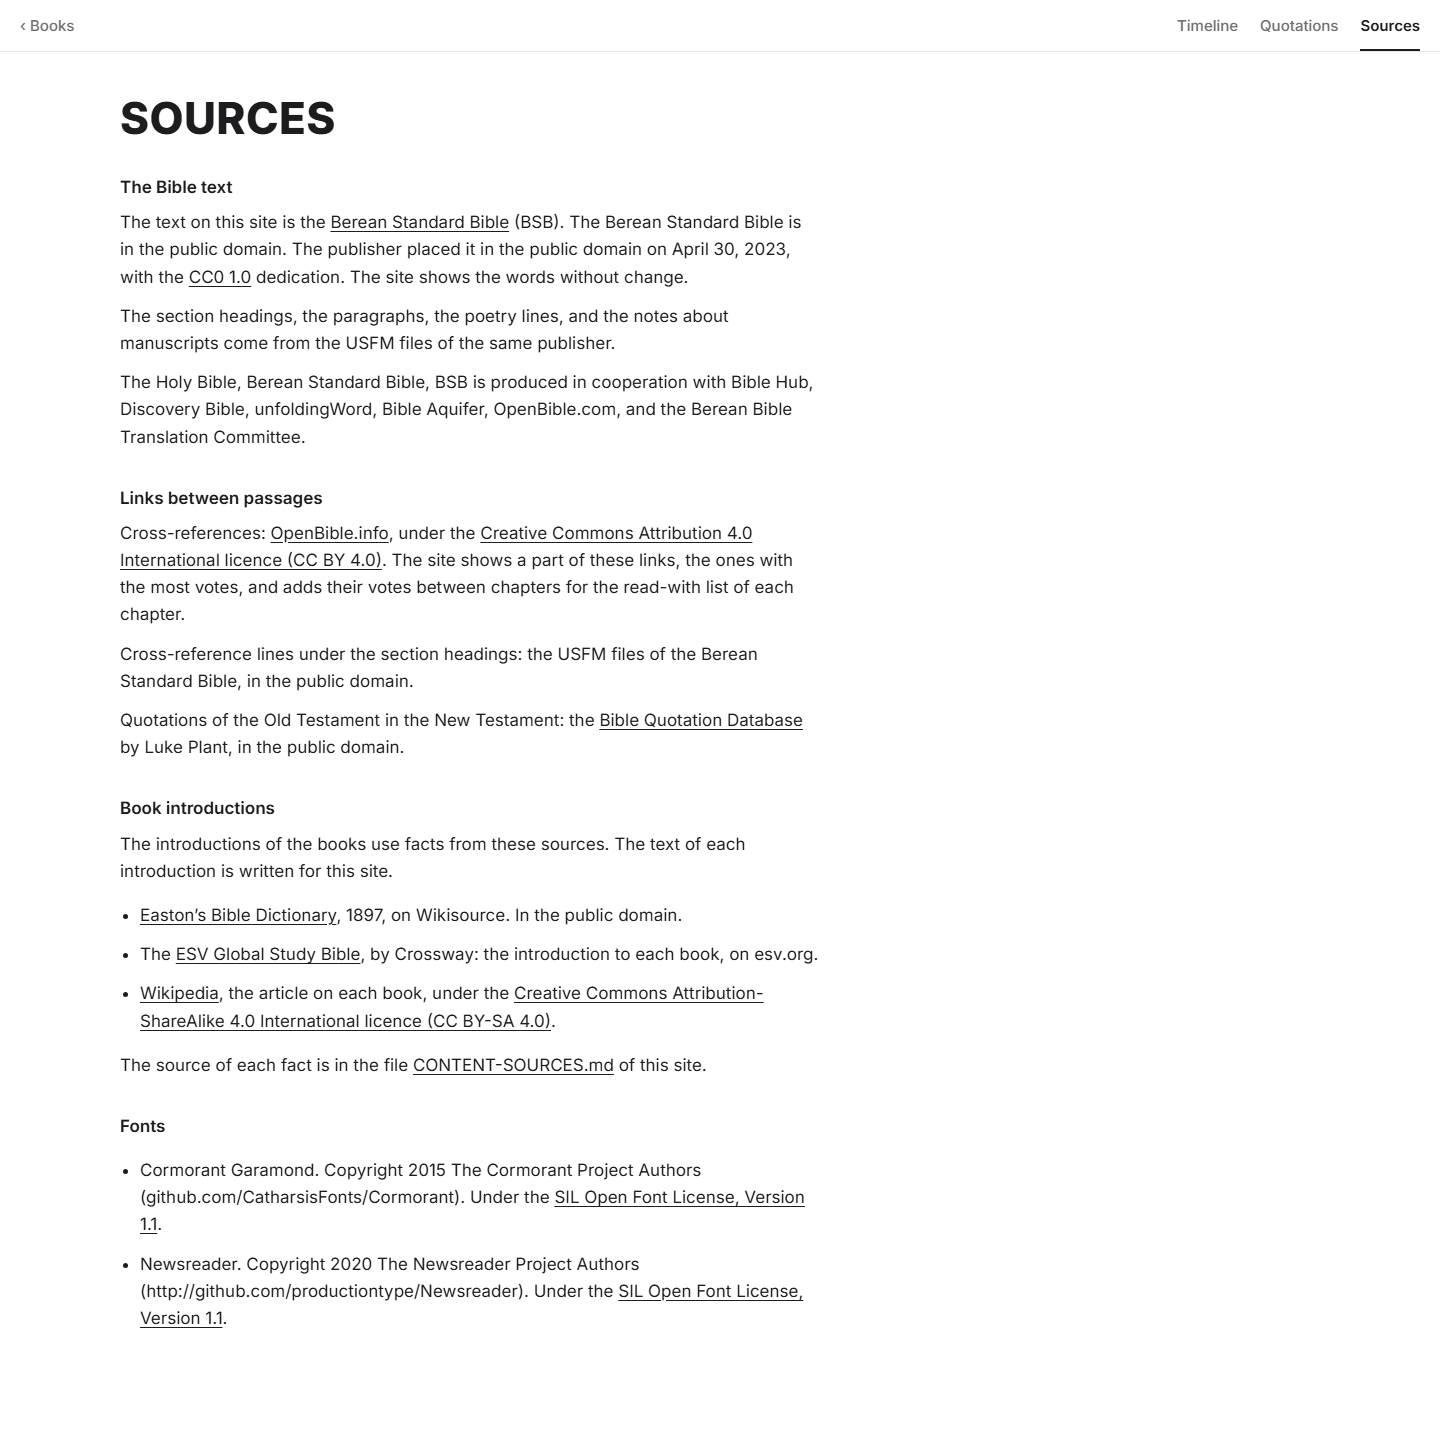 ‹ Books
Timeline Quotations Sources
SOURCES
The Bible text
The text on this site is the Berean Standard Bible (BSB). The Berean Standard Bible is
in the public domain. The publisher placed it in the public domain on April 30, 2023,
with the CC0 1.0 dedication. The site shows the words without change.
The section headings, the paragraphs, the poetry lines, and the notes about
manuscripts come from the USFM files of the same publisher.
The Holy Bible, Berean Standard Bible, BSB is produced in cooperation with Bible Hub,
Discovery Bible, unfoldingWord, Bible Aquifer, OpenBible.com, and the Berean Bible
Translation Committee.
Links between passages
Cross-references: OpenBible.info, under the Creative Commons Attribution 4.0
International licence (CC BY 4.0). The site shows a part of these links, the ones with
the most votes, and adds their votes between chapters for the read-with list of each
chapter.
Cross-reference lines under the section headings: the USFM files of the Berean
Standard Bible, in the public domain.
Quotations of the Old Testament in the New Testament: the Bible Quotation Database
by Luke Plant, in the public domain.
Book introductions
The introductions of the books use facts from these sources. The text of each
introduction is written for this site.
• Easton’s Bible Dictionary, 1897, on Wikisource. In the public domain.
• The ESV Global Study Bible, by Crossway: the introduction to each book, on esv.org.
• Wikipedia, the article on each book, under the Creative Commons Attribution-
ShareAlike 4.0 International licence (CC BY-SA 4.0).
The source of each fact is in the file CONTENT-SOURCES.md of this site.
Fonts
• Cormorant Garamond. Copyright 2015 The Cormorant Project Authors
(github.com/CatharsisFonts/Cormorant). Under the SIL Open Font License, Version
1.1.
• Newsreader. Copyright 2020 The Newsreader Project Authors
(http://github.com/productiontype/Newsreader). Under the SIL Open Font License,
Version 1.1.